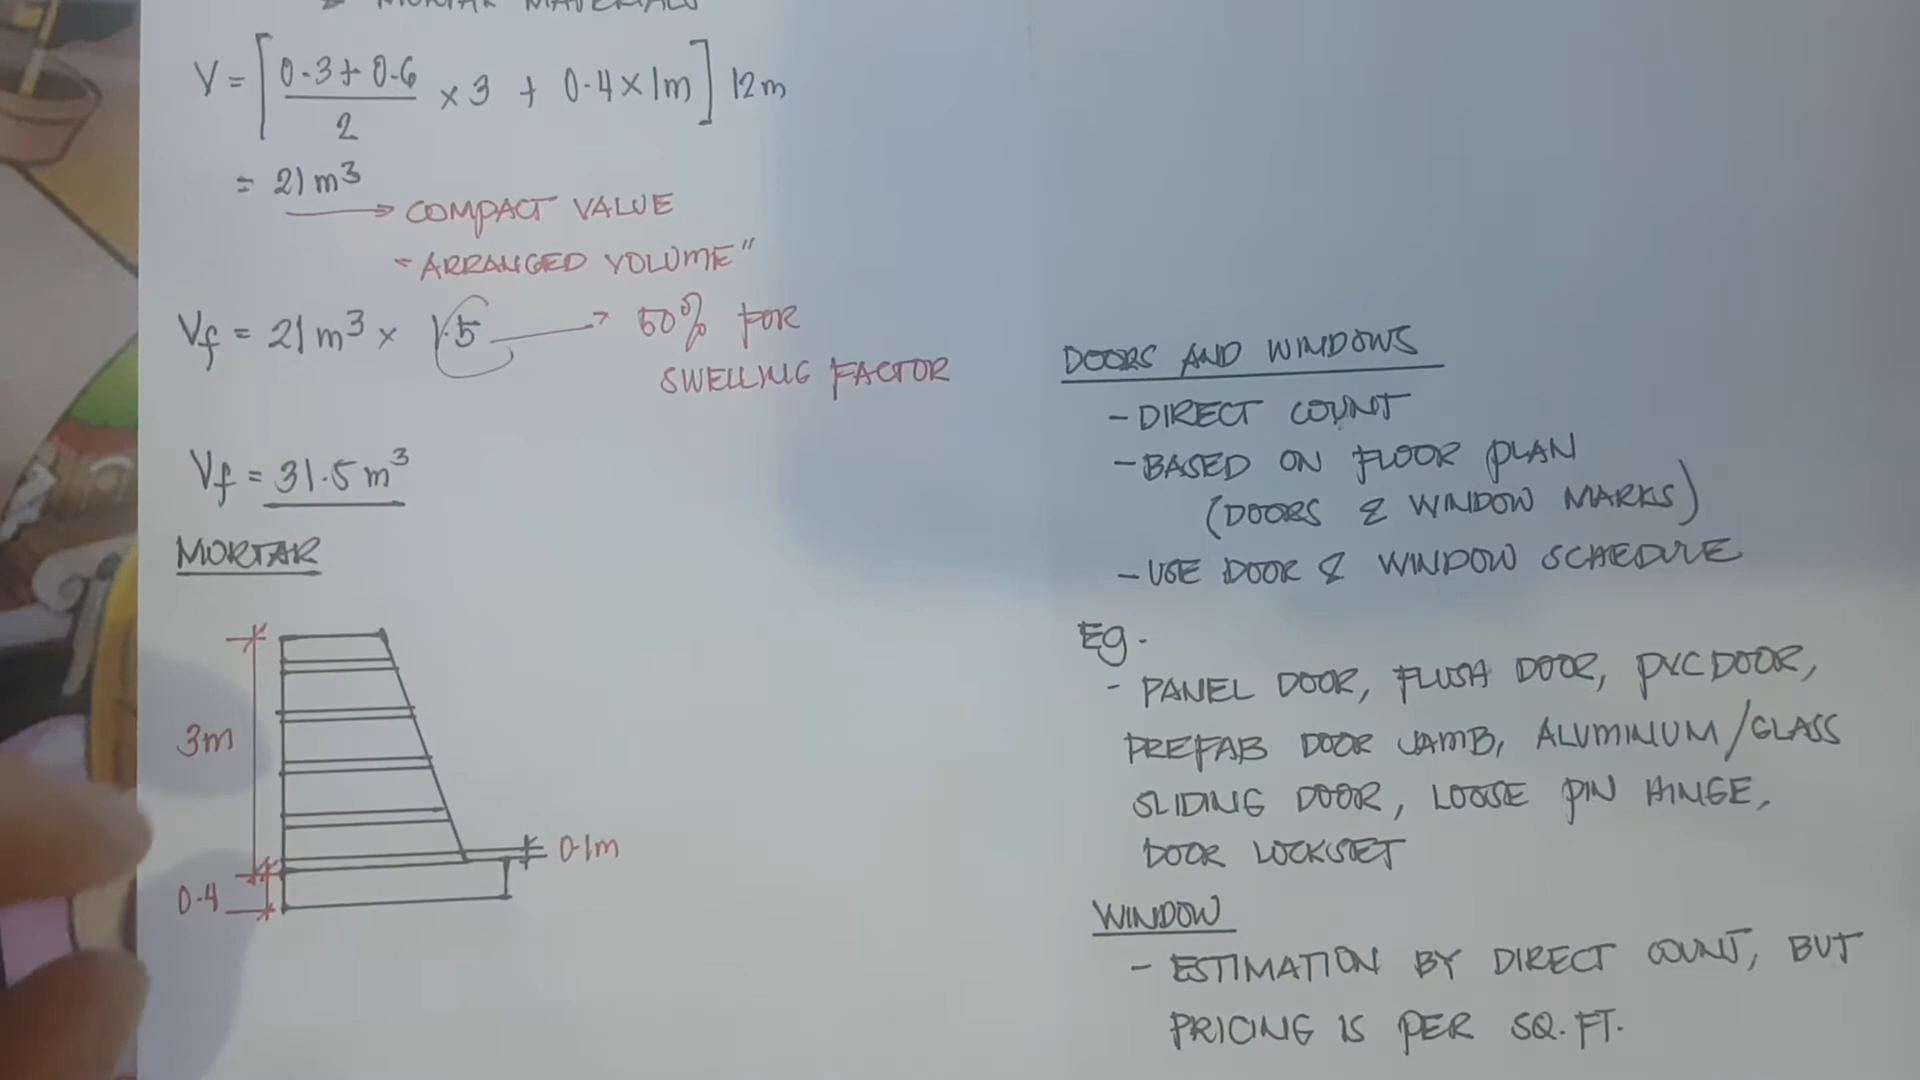 MORTAR MATERIALS
V = [ 0.3 + 0.6 / 2 × 3 + 0.4 × 1m ] 12m
= 21 m³
→ COMPACT VALUE
"ARRANGED VOLUME"
Vf = 21 m³ × 1.5 → 50% FOR
SWELLING FACTOR
Vf = 31.5 m³
MORTAR
3m
0.1m
0.4
DOORS AND WINDOWS
- DIRECT COUNT
- BASED ON FLOOR PLAN
(DOORS & WINDOW MARKS)
- USE DOOR & WINDOW SCHEDULE
Eg.
- PANEL DOOR, FLUSH DOOR, PVC DOOR,
PREFAB DOOR JAMB, ALUMINIUM/GLASS
SLIDING DOOR, LOOSE PIN HINGE,
DOOR LOCKSET
WINDOW
- ESTIMATION BY DIRECT COUNT, BUT
PRICING IS PER SQ.FT.